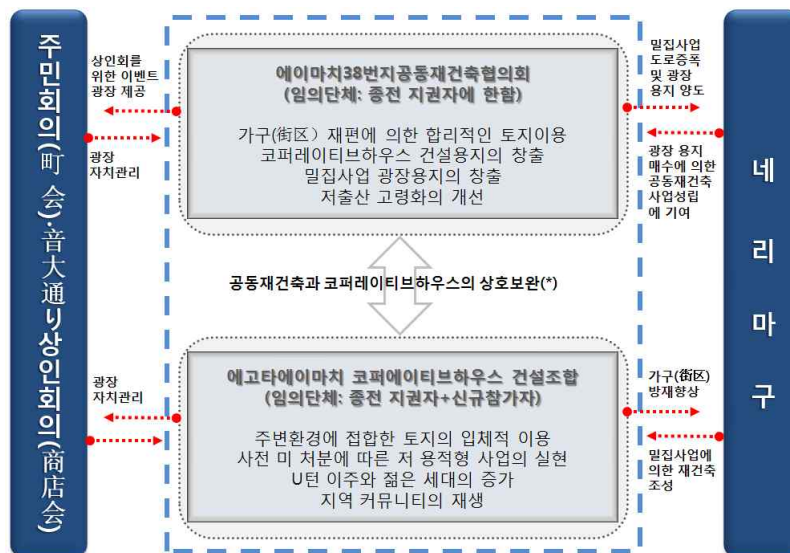 주민회의(町会)·音大通り상인회의(商店会)
상인회를
위한 이벤트
광장 제공
광장
자치관리
에이마치38번지공동재건축협의회
(임의단체: 종전 지권자에 한함)
가구(街区) 재편에 의한 합리적인 토지이용
코퍼레이티브하우스 건설용지의 창출
밀집사업 광장용지의 창출
저출산 고령화의 개선
밀집사업
도로증폭
및 광장
용지 양도
광장 용지
매수에 의한
공동재건축
사업성립
에 기여
공동재건축과 코퍼레이티브하우스의 상호보완(*)
광장
자치관리
에고타에이마치 코퍼에이티브하우스 건설조합
(임의단체: 종전 지권자+신규참가자)
주변환경에 접합한 토지의 입체적 이용
사전 미 처분에 따른 저 용적형 사업의 실현
U턴 이주와 젊은 세대의 증가
지역 커뮤니티의 재생
가구(街区)
방재향상
밀집사업에
의한 재건축
조성
네리마구